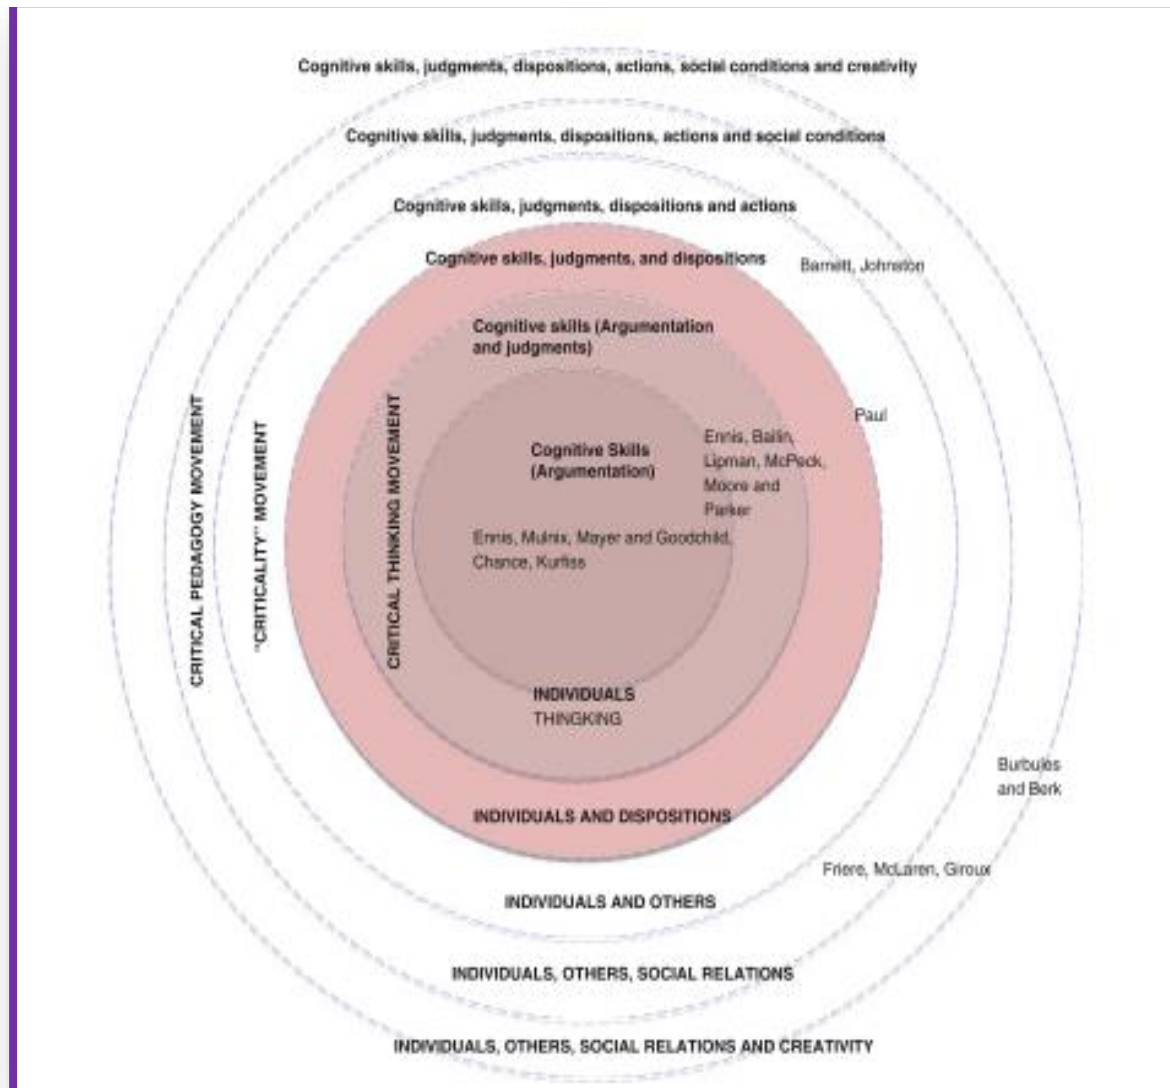 Cognitive skills, judgments, dispositions, actions, social conditions and creativity
Cognitive skills, judgments, dispositions, actions and social conditions
Cognitive skills, judgments, dispositions and actions
Cognitive skills, judgments, and dispositions
Barnett, Johnston
Cognitive skills (Argumentation
and judgments)
Paul
Ennis, Bailin,
Lipman, McPeck,
Moore and
Parker
Cognitive Skills
(Argumentation)
CRITICAL PEDAGOGY MOVEMENT
"CRITICALITY" MOVEMENT
CRITICAL THINKING MOVEMENT
Ennis, Mulnix, Mayer and Goodchild,
Chance, Kurfiss
INDIVIDUALS
THINGKING
Burbules
and Berk
INDIVIDUALS AND DISPOSITIONS
Friere, McLaren, Giroux
INDIVIDUALS AND OTHERS
INDIVIDUALS, OTHERS, SOCIAL RELATIONS
INDIVIDUALS, OTHERS, SOCIAL RELATIONS AND CREATIVITY